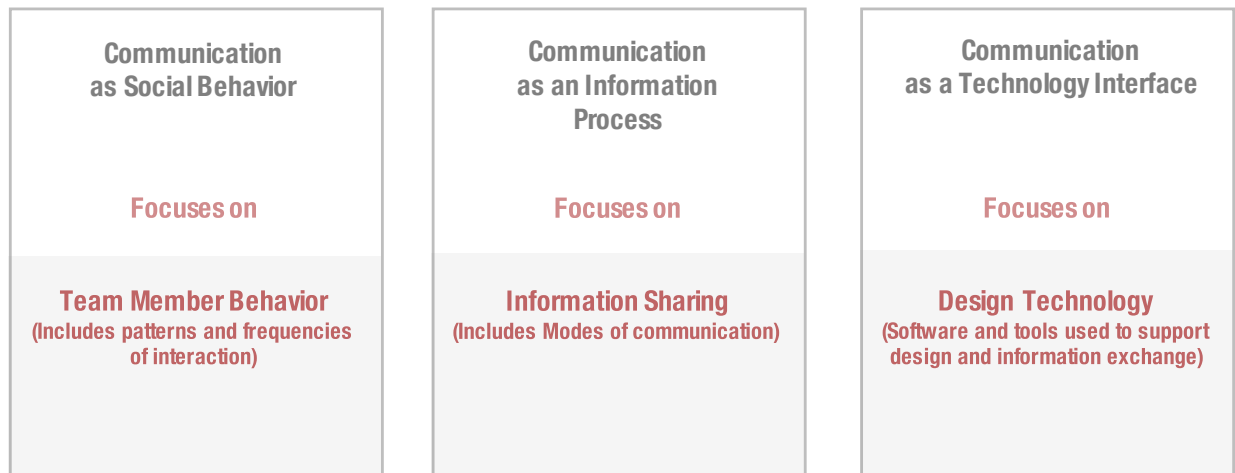 Communication
as Social Behavior
Focuses on
Team Member Behavior
(Includes patterns and frequencies
of interaction)
Communication
as an Information
Process
Focuses on
Information Sharing
(Includes Modes of communication)
Communication
as a Technology Interface
Focuses on
Design Technology
(Software and tools used to support
design and information exchange)